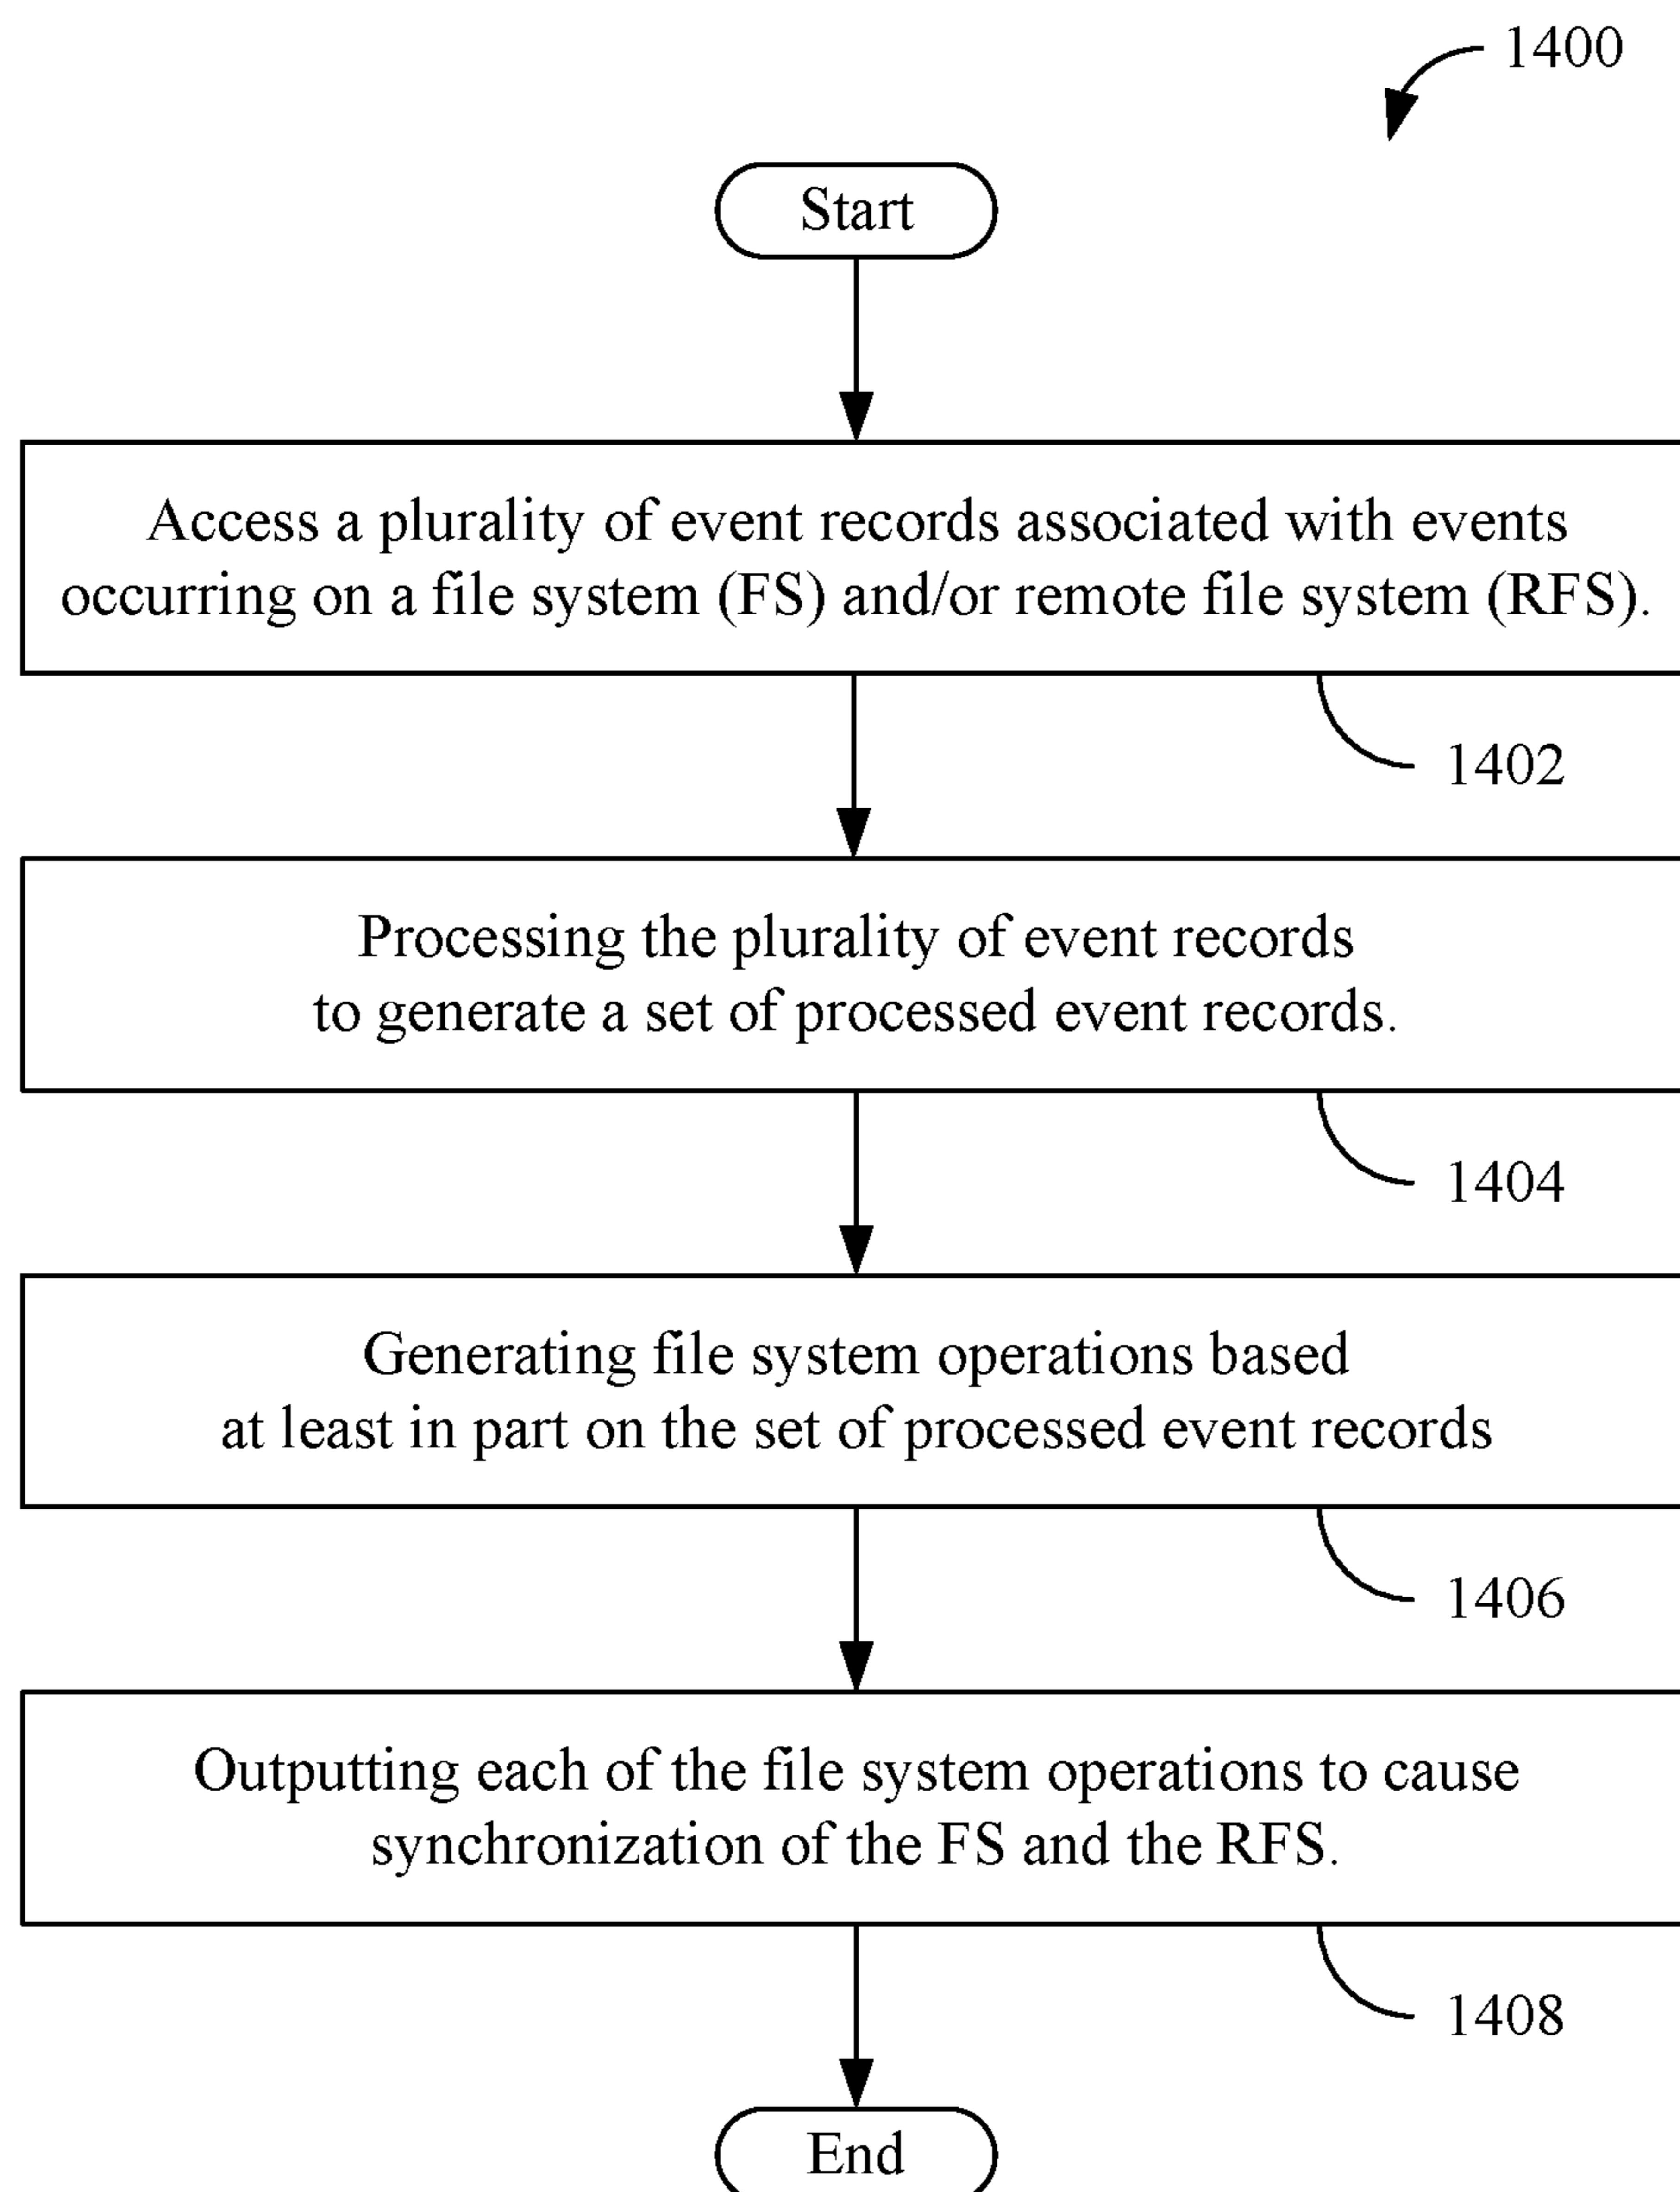 1400
Start
Access a plurality of event records associated with events
occurring on a file system (FS) and/or remote file system (RFS).
1402
Processing the plurality of event records
to generate a set of processed event records.
1404
Generating file system operations based
at least in part on the set of processed event records
1406
Outputting each of the file system operations to cause
synchronization of the FS and the RFS.
1408
End